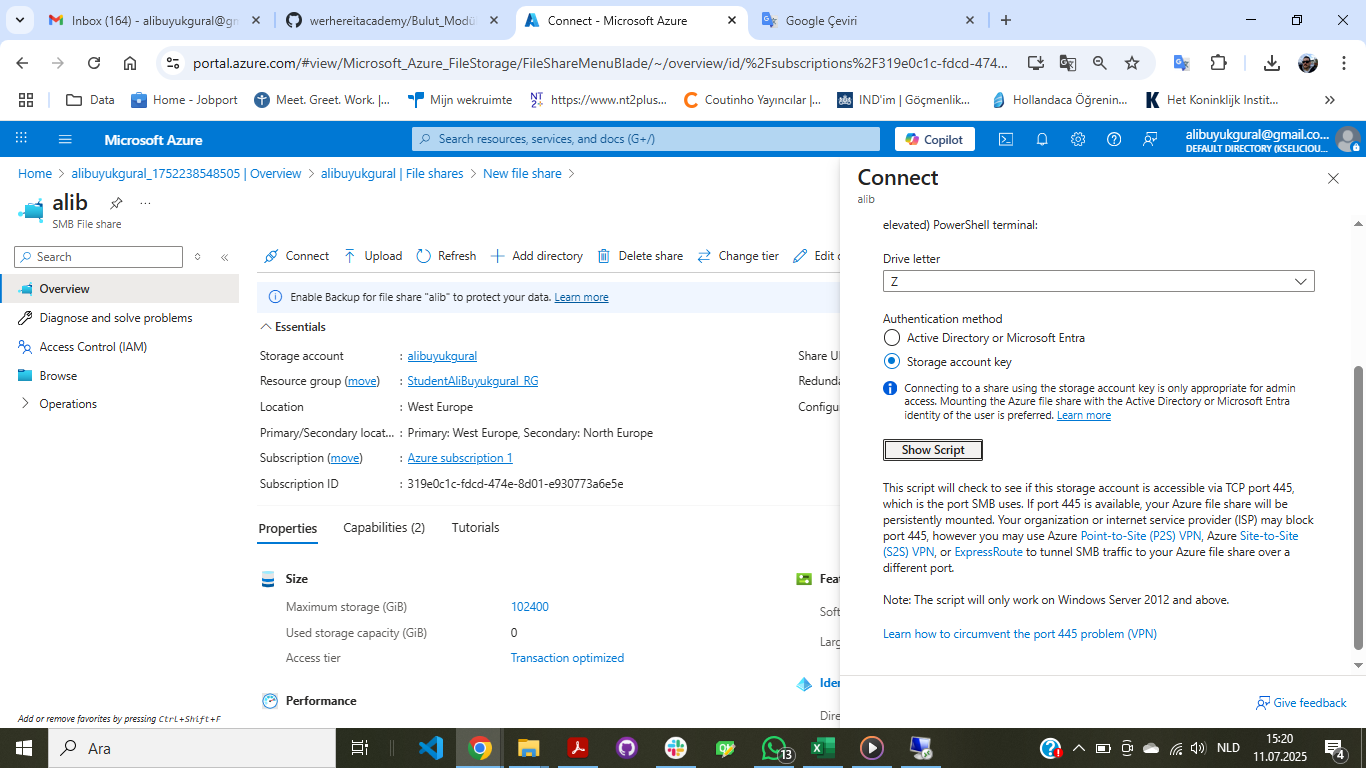 Inbox (164) - alibuyukgural@gr
werhereitacademy/Bulut_Modül
Connect - Microsoft Azure
Google Çeviri
portal.azure.com/#view/Microsoft_Azure_FileStorage/FileShareMenuBlade/~/overview/id/%2Fsubscriptions%2F319e0c1c-fdcd-474...
Data
Home - Jobport
Meet. Greet. Work. |...
Mijn wekruimte
https://www.nt2plus...
Coutinho Yayıncılar |...
IND'im | Göçmenlik...
Hollandaca Öğrenin...
Het Koninklijk Instit...
Microsoft Azure
Search resources, services, and docs (G+/)
Copilot
alibuyukgural@gmail.co...
DEFAULT DIRECTORY (KSELICIOU...
Home > alibuyukgural_1752238548505 | Overview > alibuyukgural | File shares > New file share >
alib
SMB File share
Search
Overview
Diagnose and solve problems
Access Control (IAM)
Browse
Operations
Add or remove favorites by pressing Ctrl+Shift+F
Connect
Upload
Refresh
Add directory
Delete share
Change tier
Edit
Enable Backup for file share "alib" to protect your data. Learn more
Essentials
Storage account : alibuyukgural
Resource group (move) : StudentAliBuyukgural_RG
Location : West Europe
Primary/Secondary locat... : Primary: West Europe, Secondary: North Europe
Subscription (move) : Azure subscription 1
Subscription ID : 319e0c1c-fdcd-474e-8d01-e930773a6e5e
Share
Redund
Configu
Properties
Capabilities (2)
Tutorials
Size
Maximum storage (GiB) 102400
Used storage capacity (GiB) 0
Access tier Transaction optimized
Performance
Feat
Soft
Larg
Iden
Dire
Connect
alib
elevated) PowerShell terminal:
Drive letter
Z
Authentication method
Active Directory or Microsoft Entra
Storage account key
Connecting to a share using the storage account key is only appropriate for admin
access. Mounting the Azure file share with the Active Directory or Microsoft Entra
identity of the user is preferred. Learn more
Show Script
This script will check to see if this storage account is accessible via TCP port 445,
which is the port SMB uses. If port 445 is available, your Azure file share will be
persistently mounted. Your organization or internet service provider (ISP) may block
port 445, however you may use Azure Point-to-Site (P2S) VPN, Azure Site-to-Site
(S2S) VPN, or ExpressRoute to tunnel SMB traffic to your Azure file share over a
different port.
Note: The script will only work on Windows Server 2012 and above.
Learn how to circumvent the port 445 problem (VPN)
Give feedback
Ara
13
NLD
15:20
11.07.2025
4